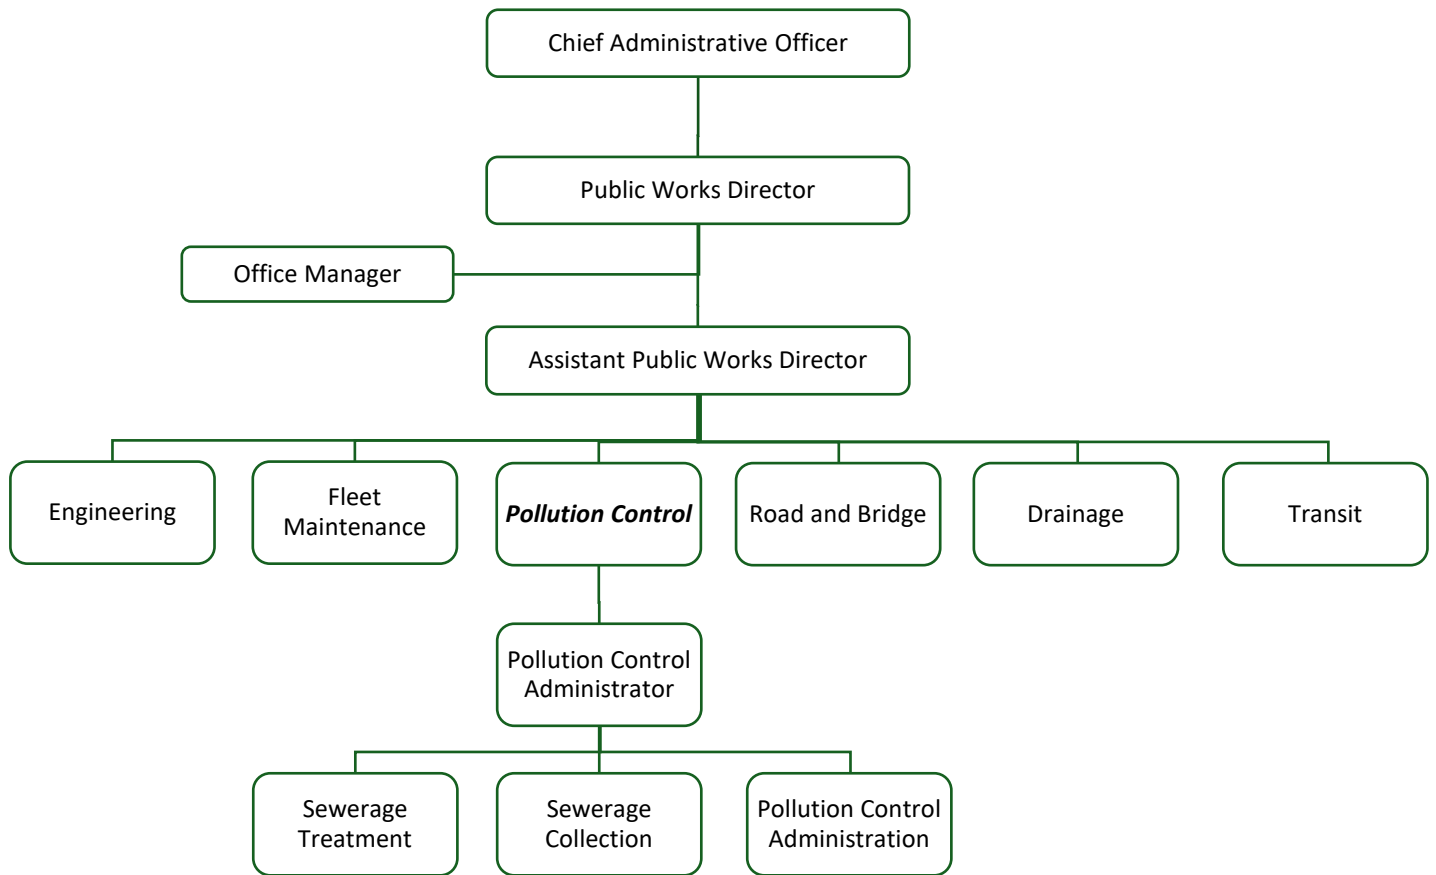 Chief Administrative Officer
Public Works Director
Office Manager
Assistant Public Works Director
Engineering
Fleet
Maintenance
Pollution Control
Road and Bridge
Drainage
Transit
Pollution Control
Administrator
Sewerage
Treatment
Sewerage
Collection
Pollution Control
Administration